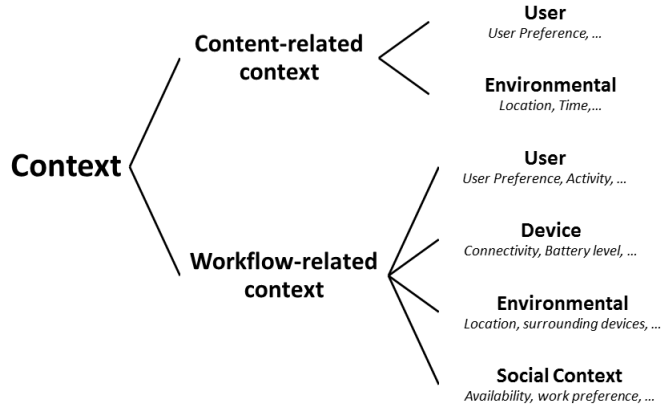 Context
Content-related
context
User
User Preference, ...
Environmental
Location, Time,...
Workflow-related
context
User
User Preference, Activity, ...
Device
Connectivity, Battery level, ...
Environmental
Location, surrounding devices, ...
Social Context
Availability, work preference, ...